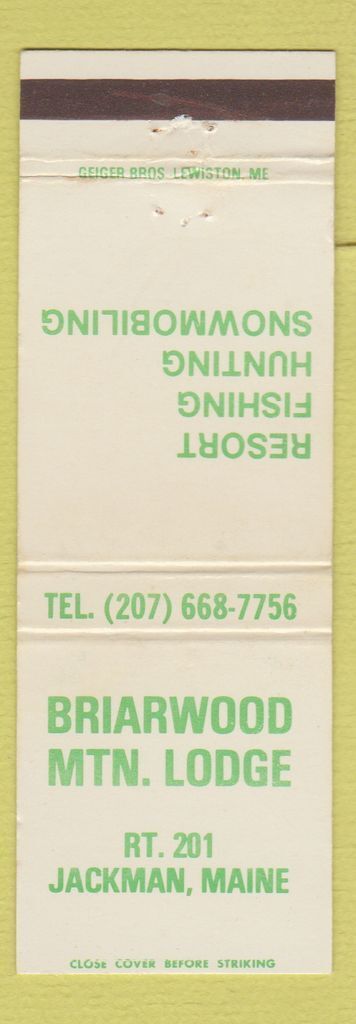 GEIGER BROS. LEWISTON, ME
RESORT
FISHING
HUNTING
SNOWMOBILING
TEL. (207) 668-7756
BRIARWOOD
MTN. LODGE
RT. 201
JACKMAN, MAINE
CLOSE COVER BEFORE STRIKING